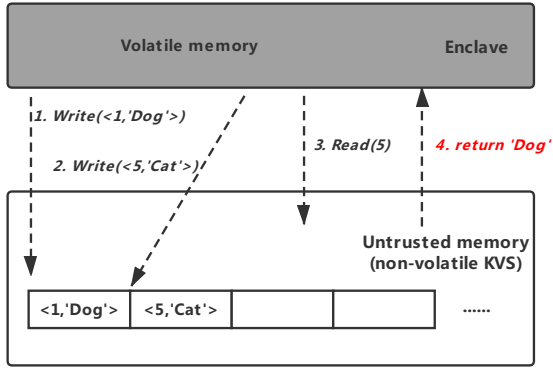 Volatile memory
Enclave
1. Write(<1,'Dog'>)
2. Write(<5,'Cat'>)
3. Read(5)
4. return 'Dog'
Untrusted memory
(non-volatile KVS)
<1,'Dog'>
<5,'Cat'>
......